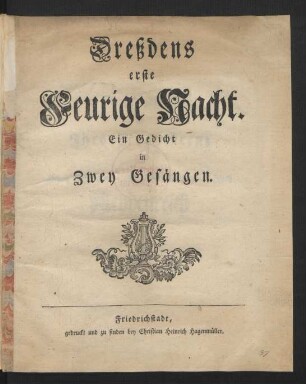 Dreßdens
erste
Feurige Nacht.
Ein Gedicht
in
Zwey Gesängen.
Friedrichstadt,
gedruckt und zu finden bey Christian Heinrich Hagenmüller.